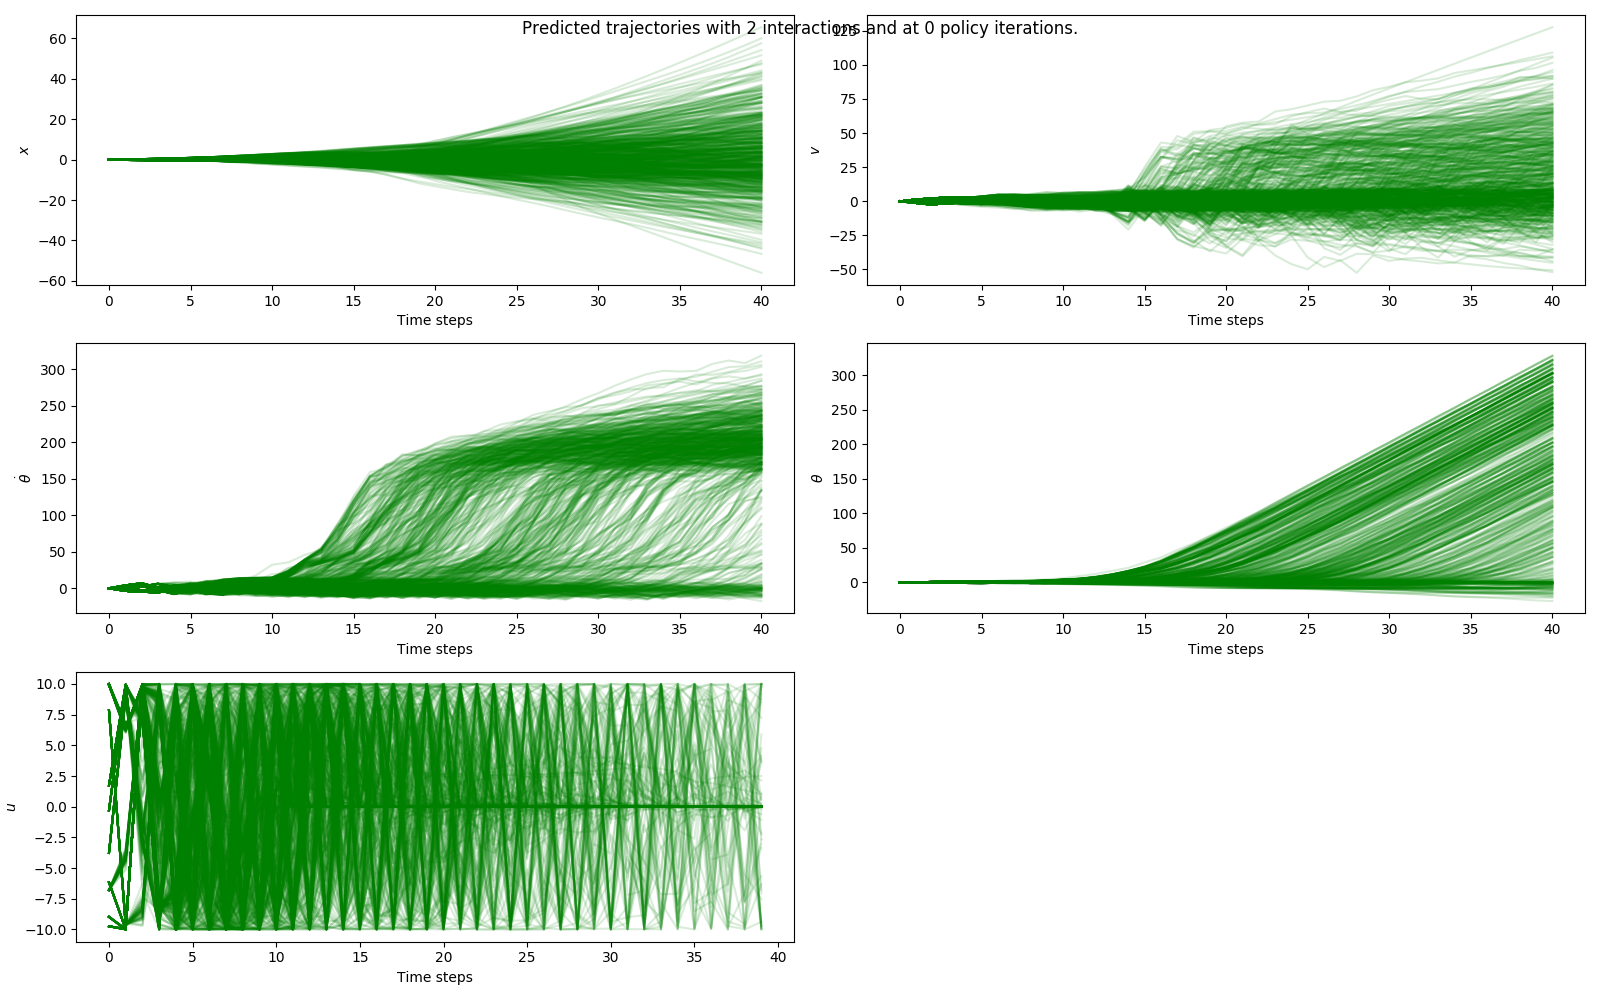 Predicted trajectories with 2 interactions and at 0 policy iterations.
60
40
20
0
−20
−40
−60
x
0 5 10 15 20 25 30 35 40
Time steps
125
100
75
50
25
0
−25
−50
v
0 5 10 15 20 25 30 35 40
Time steps
300
250
200
150
100
50
0
θ̇
0 5 10 15 20 25 30 35 40
Time steps
300
250
200
150
100
50
0
θ
0 5 10 15 20 25 30 35 40
Time steps
10.0
7.5
5.0
2.5
0.0
−2.5
−5.0
−7.5
−10.0
u
0 5 10 15 20 25 30 35 40
Time steps